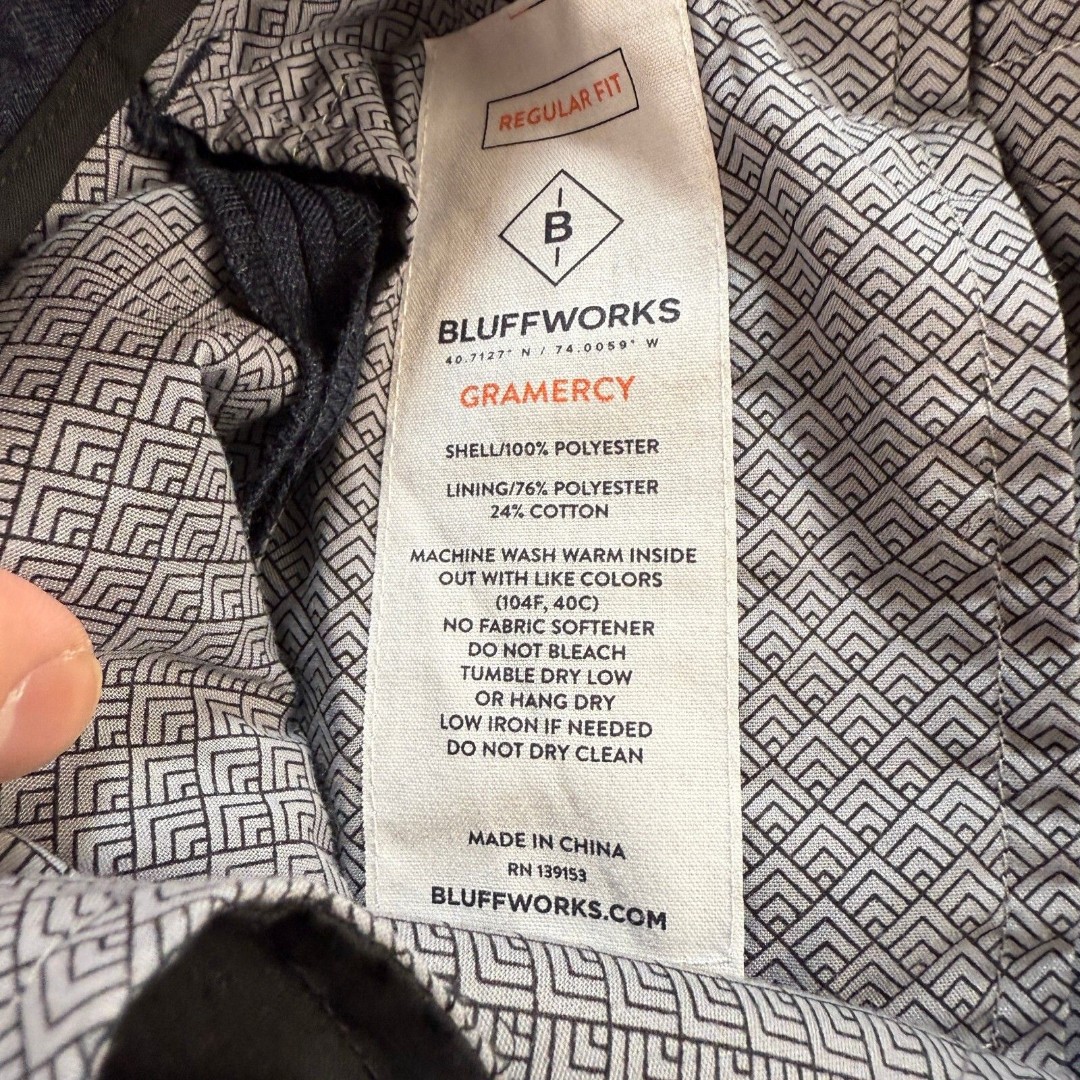 REGULAR FIT
B
BLUFFWORKS
40.7127° N / 74.0059° W
GRAMERCY
SHELL/100% POLYESTER
LINING/76% POLYESTER
24% COTTON
MACHINE WASH WARM INSIDE
OUT WITH LIKE COLORS
(104F, 40C)
NO FABRIC SOFTENER
DO NOT BLEACH
TUMBLE DRY LOW
OR HANG DRY
LOW IRON IF NEEDED
DO NOT DRY CLEAN
MADE IN CHINA
RN 139153
BLUFFWORKS.COM